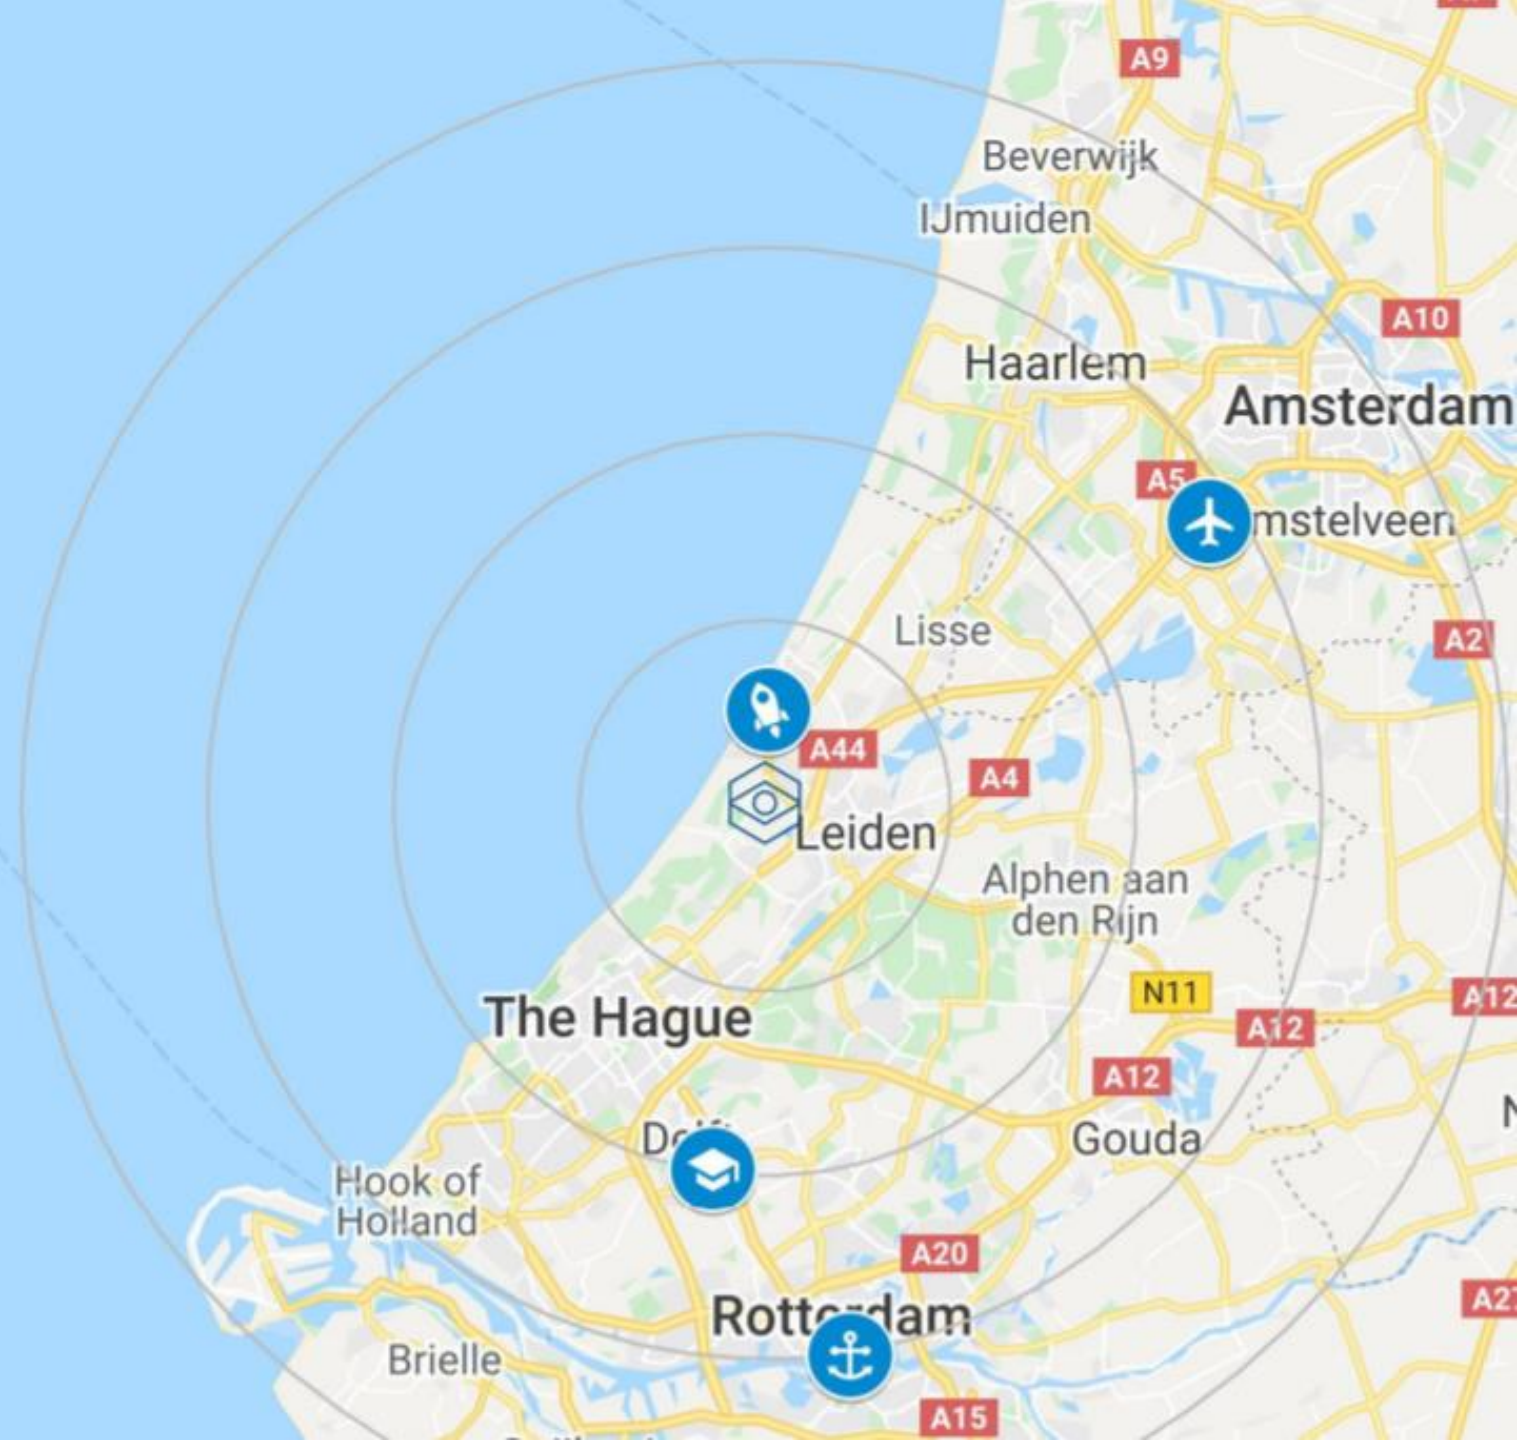 A9
Beverwijk
IJmuiden
A10
Haarlem
Amsterdam
A5
mstelveen
Lisse
A2
A44
A4
Leiden
Alphen aan
den Rijn
N11
A12
The Hague
A12
A12
Gouda
Hook of
Holland
A20
Rotterdam
Brielle
A15